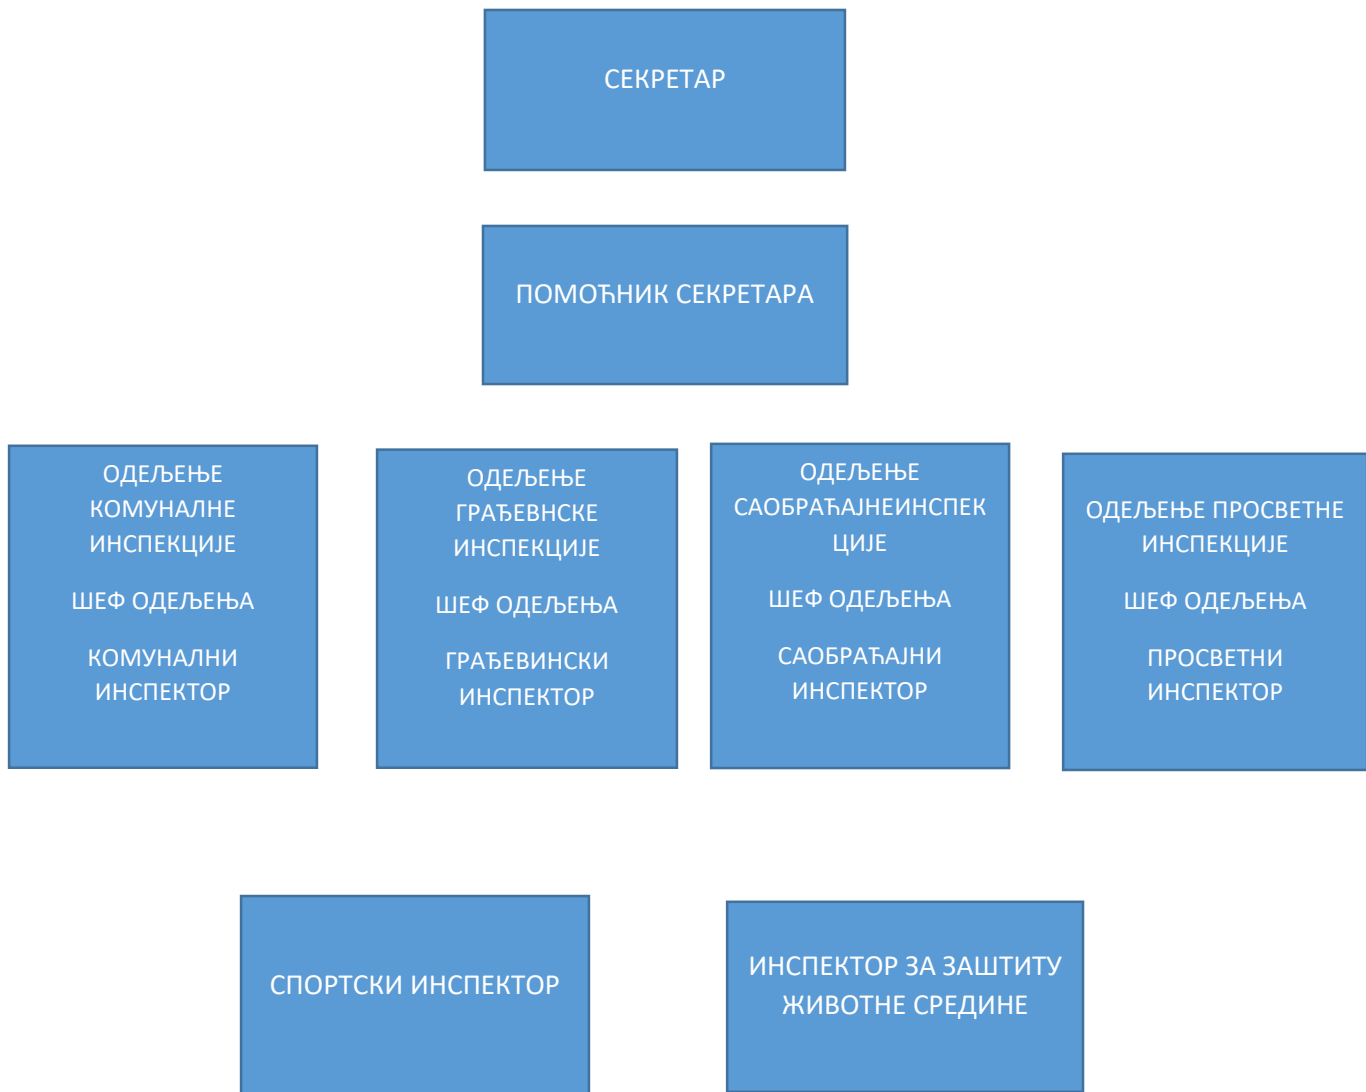 СЕКРЕТАР
ПОМОЋНИК СЕКРЕТАРА
ОДЕЉЕЊЕ
КОМУНАЛНЕ
ИНСПЕКЦИЈЕ
ШЕФ ОДЕЉЕЊА
КОМУНАЛНИ
ИНСПЕКТОР
ОДЕЉЕЊЕ
ГРАЂЕВНСКЕ
ИНСПЕКЦИЈЕ
ШЕФ ОДЕЉЕЊА
ГРАЂЕВИНСКИ
ИНСПЕКТОР
ОДЕЉЕЊЕ
САОБРАЋАЈНЕИНСПЕК
ЦИЈЕ
ШЕФ ОДЕЉЕЊА
САОБРАЋАЈНИ
ИНСПЕКТОР
ОДЕЉЕЊЕ ПРОСВЕТНЕ
ИНСПЕКЦИЈЕ
ШЕФ ОДЕЉЕЊА
ПРОСВЕТНИ
ИНСПЕКТОР
СПОРТСКИ ИНСПЕКТОР
ИНСПЕКТОР ЗА ЗАШТИТУ
ЖИВОТНЕ СРЕДИНЕ